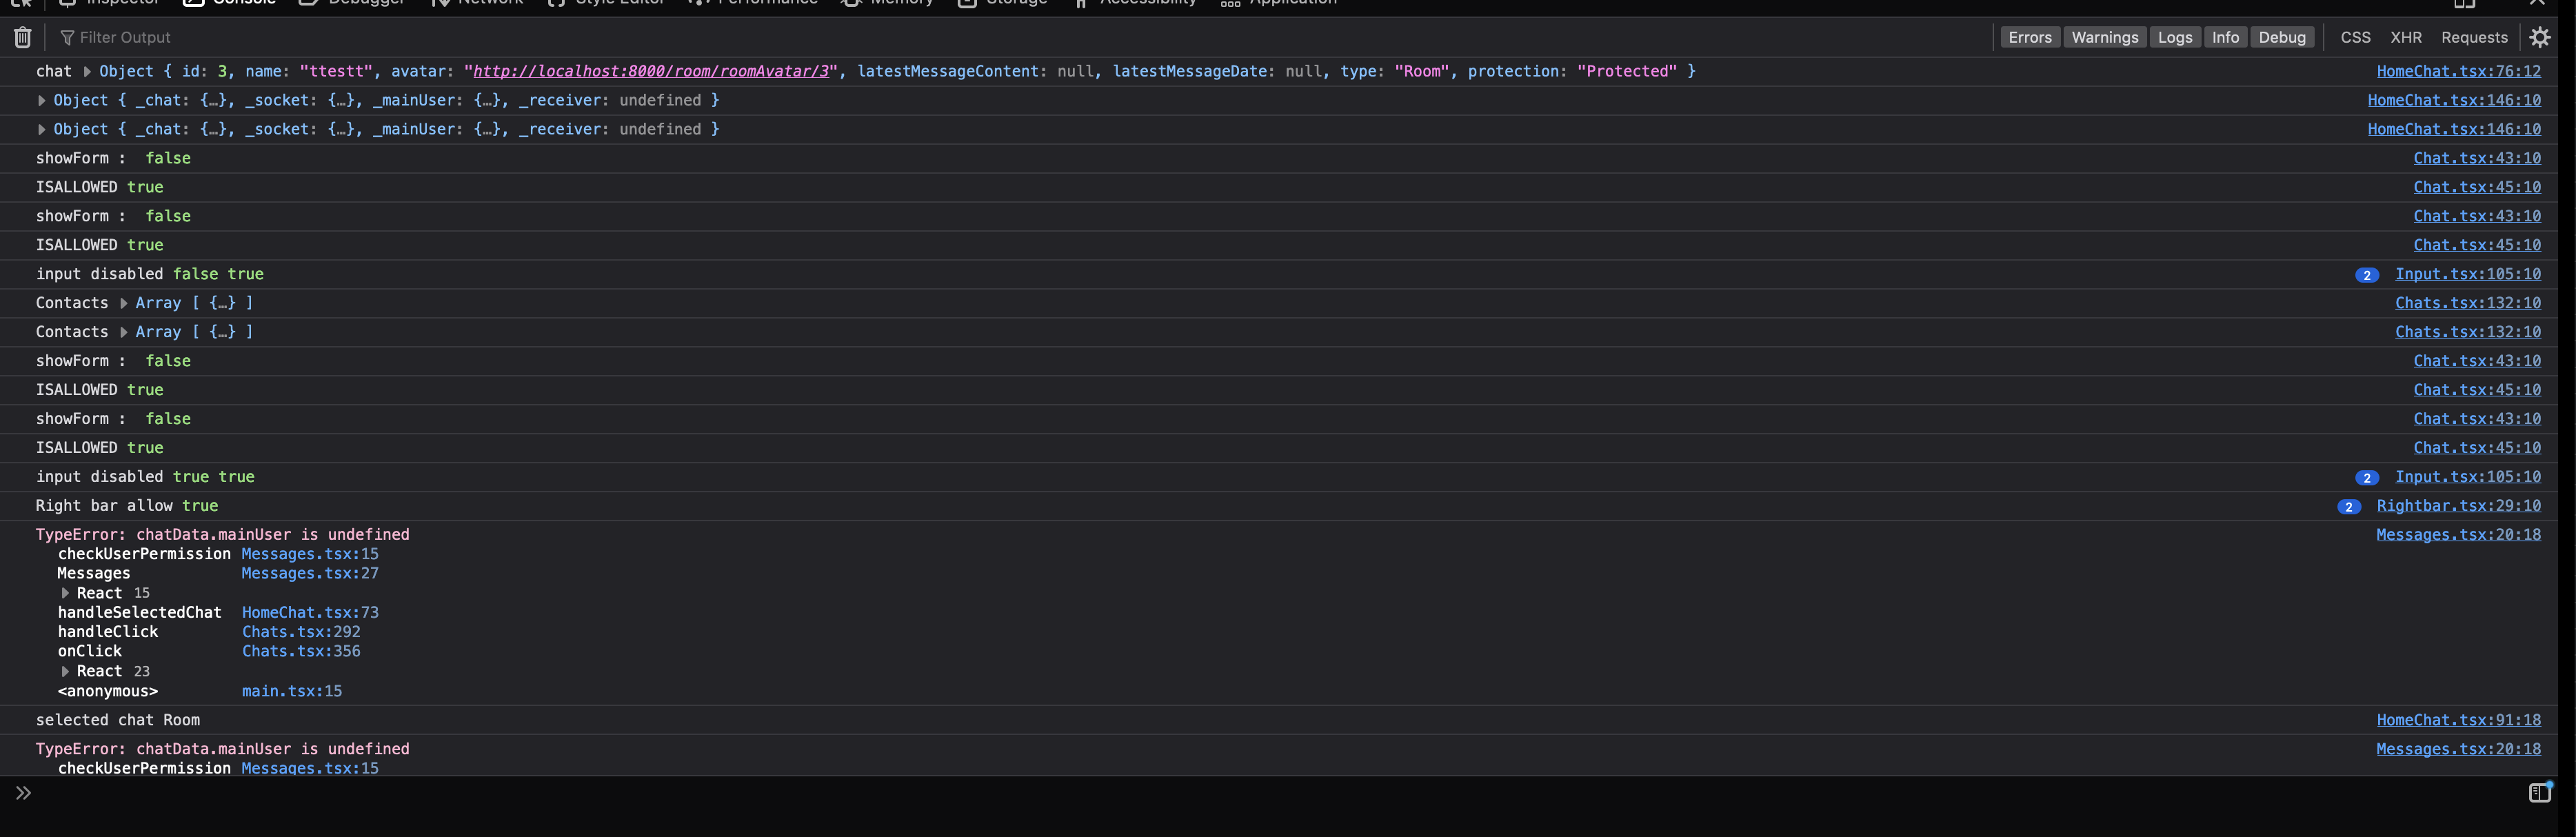 Inspector Console Debugger Network Style Editor Performance Memory Storage Accessibility Application
Filter Output Errors Warnings Logs Info Debug CSS XHR Requests
chat Object { id: 3, name: "ttestt", avatar: "http://localhost:8000/room/roomAvatar/3", latestMessageContent: null, latestMessageDate: null, type: "Room", protection: "Protected" } HomeChat.tsx:76:12
Object { _chat: {…}, _socket: {…}, _mainUser: {…}, _receiver: undefined } HomeChat.tsx:146:10
Object { _chat: {…}, _socket: {…}, _mainUser: {…}, _receiver: undefined } HomeChat.tsx:146:10
showForm : false Chat.tsx:43:10
ISALLOWED true Chat.tsx:45:10
showForm : false Chat.tsx:43:10
ISALLOWED true Chat.tsx:45:10
input disabled false true 2 Input.tsx:105:10
Contacts Array [ {…} ] Chats.tsx:132:10
Contacts Array [ {…} ] Chats.tsx:132:10
showForm : false Chat.tsx:43:10
ISALLOWED true Chat.tsx:45:10
showForm : false Chat.tsx:43:10
ISALLOWED true Chat.tsx:45:10
input disabled true true 2 Input.tsx:105:10
Right bar allow true 2 Rightbar.tsx:29:10
TypeError: chatData.mainUser is undefined Messages.tsx:20:18
checkUserPermission Messages.tsx:15
Messages Messages.tsx:27
React 15
handleSelectedChat HomeChat.tsx:73
handleClick Chats.tsx:292
onClick Chats.tsx:356
React 23
<anonymous> main.tsx:15
selected chat Room HomeChat.tsx:91:18
TypeError: chatData.mainUser is undefined Messages.tsx:20:18
checkUserPermission Messages.tsx:15